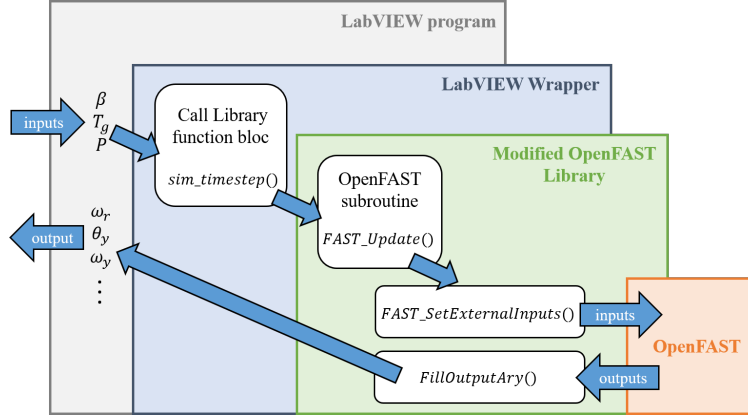 LabVIEW program
LabVIEW Wrapper
Modified OpenFAST
Library
OpenFAST
inputs
β
T_g
P
Call Library
function bloc
sim_timestep()
OpenFAST
subroutine
FAST_Update()
FAST_SetExternalInputs()
inputs
FillOutputAry()
outputs
output
ω_r
θ_y
ω_y
⋮